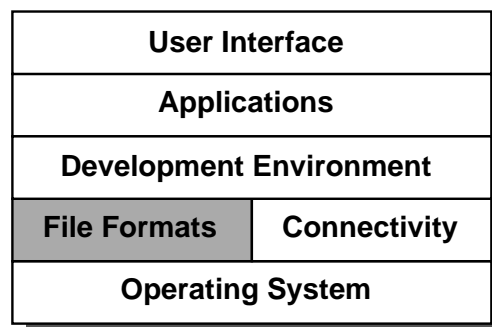 User Interface
Applications
Development Environment
File Formats Connectivity
Operating System